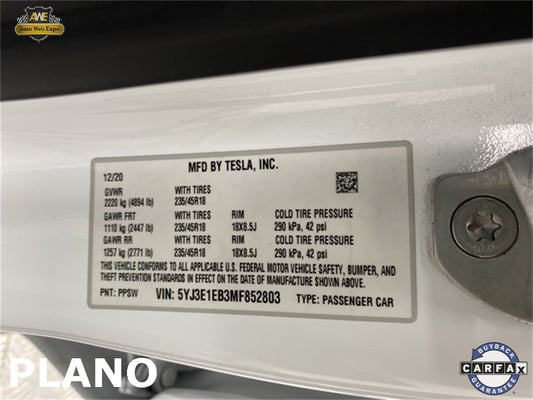 AWE
Auto Web Expo
MFD BY TESLA, INC.
12/20
GVWR WITH TIRES
2220 kg (4894 lb) 235/45R18
GAWR FRT WITH TIRES RIM COLD TIRE PRESSURE
1110 kg (2447 lb) 235/45R18 18X8.5J 290 kPa, 42 psi
GAWR RR WITH TIRES RIM COLD TIRE PRESSURE
1257 kg (2771 lb) 235/45R18 18X8.5J 290 kPa, 42 psi
THIS VEHICLE CONFORMS TO ALL APPLICABLE U.S. FEDERAL MOTOR VEHICLE SAFETY, BUMPER, AND
THEFT PREVENTION STANDARDS IN EFFECT ON THE DATE OF MANUFACTURE SHOWN ABOVE.
PNT: PPSW VIN: 5YJ3E1EB3MF852803 TYPE: PASSENGER CAR
PLANO
BUYBACK
CARFAX
GUARANTEE